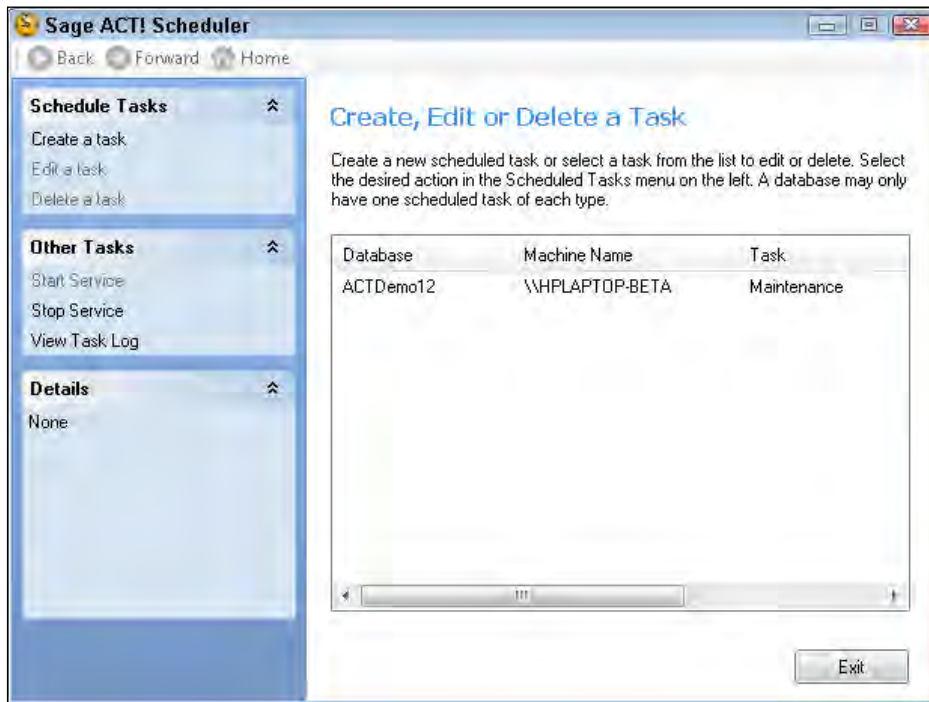 Sage ACT! Scheduler
Back Forward Home
Schedule Tasks
Create a task
Edit a task
Delete a task
Other Tasks
Start Service
Stop Service
View Task Log
Details
None
Create, Edit or Delete a Task
Create a new scheduled task or select a task from the list to edit or delete. Select
the desired action in the Scheduled Tasks menu on the left. A database may only
have one scheduled task of each type.
Database Machine Name Task
ACTDemo12 \\HPLAPTOP-BETA Maintenance
Exit